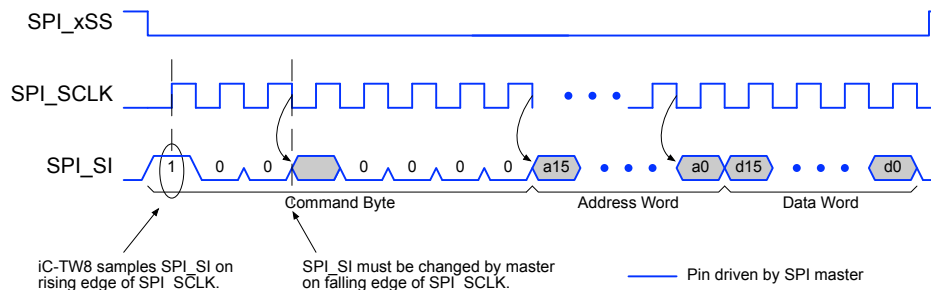 SPI_xSS
SPI_SCLK
SPI_SI
1 0 0 0 0 0 0 a15 a0 d15 d0
Command Byte Address Word Data Word
iC-TW8 samples SPI_SI on
rising edge of SPI_SCLK.
SPI_SI must be changed by master
on falling edge of SPI_SCLK.
Pin driven by SPI master